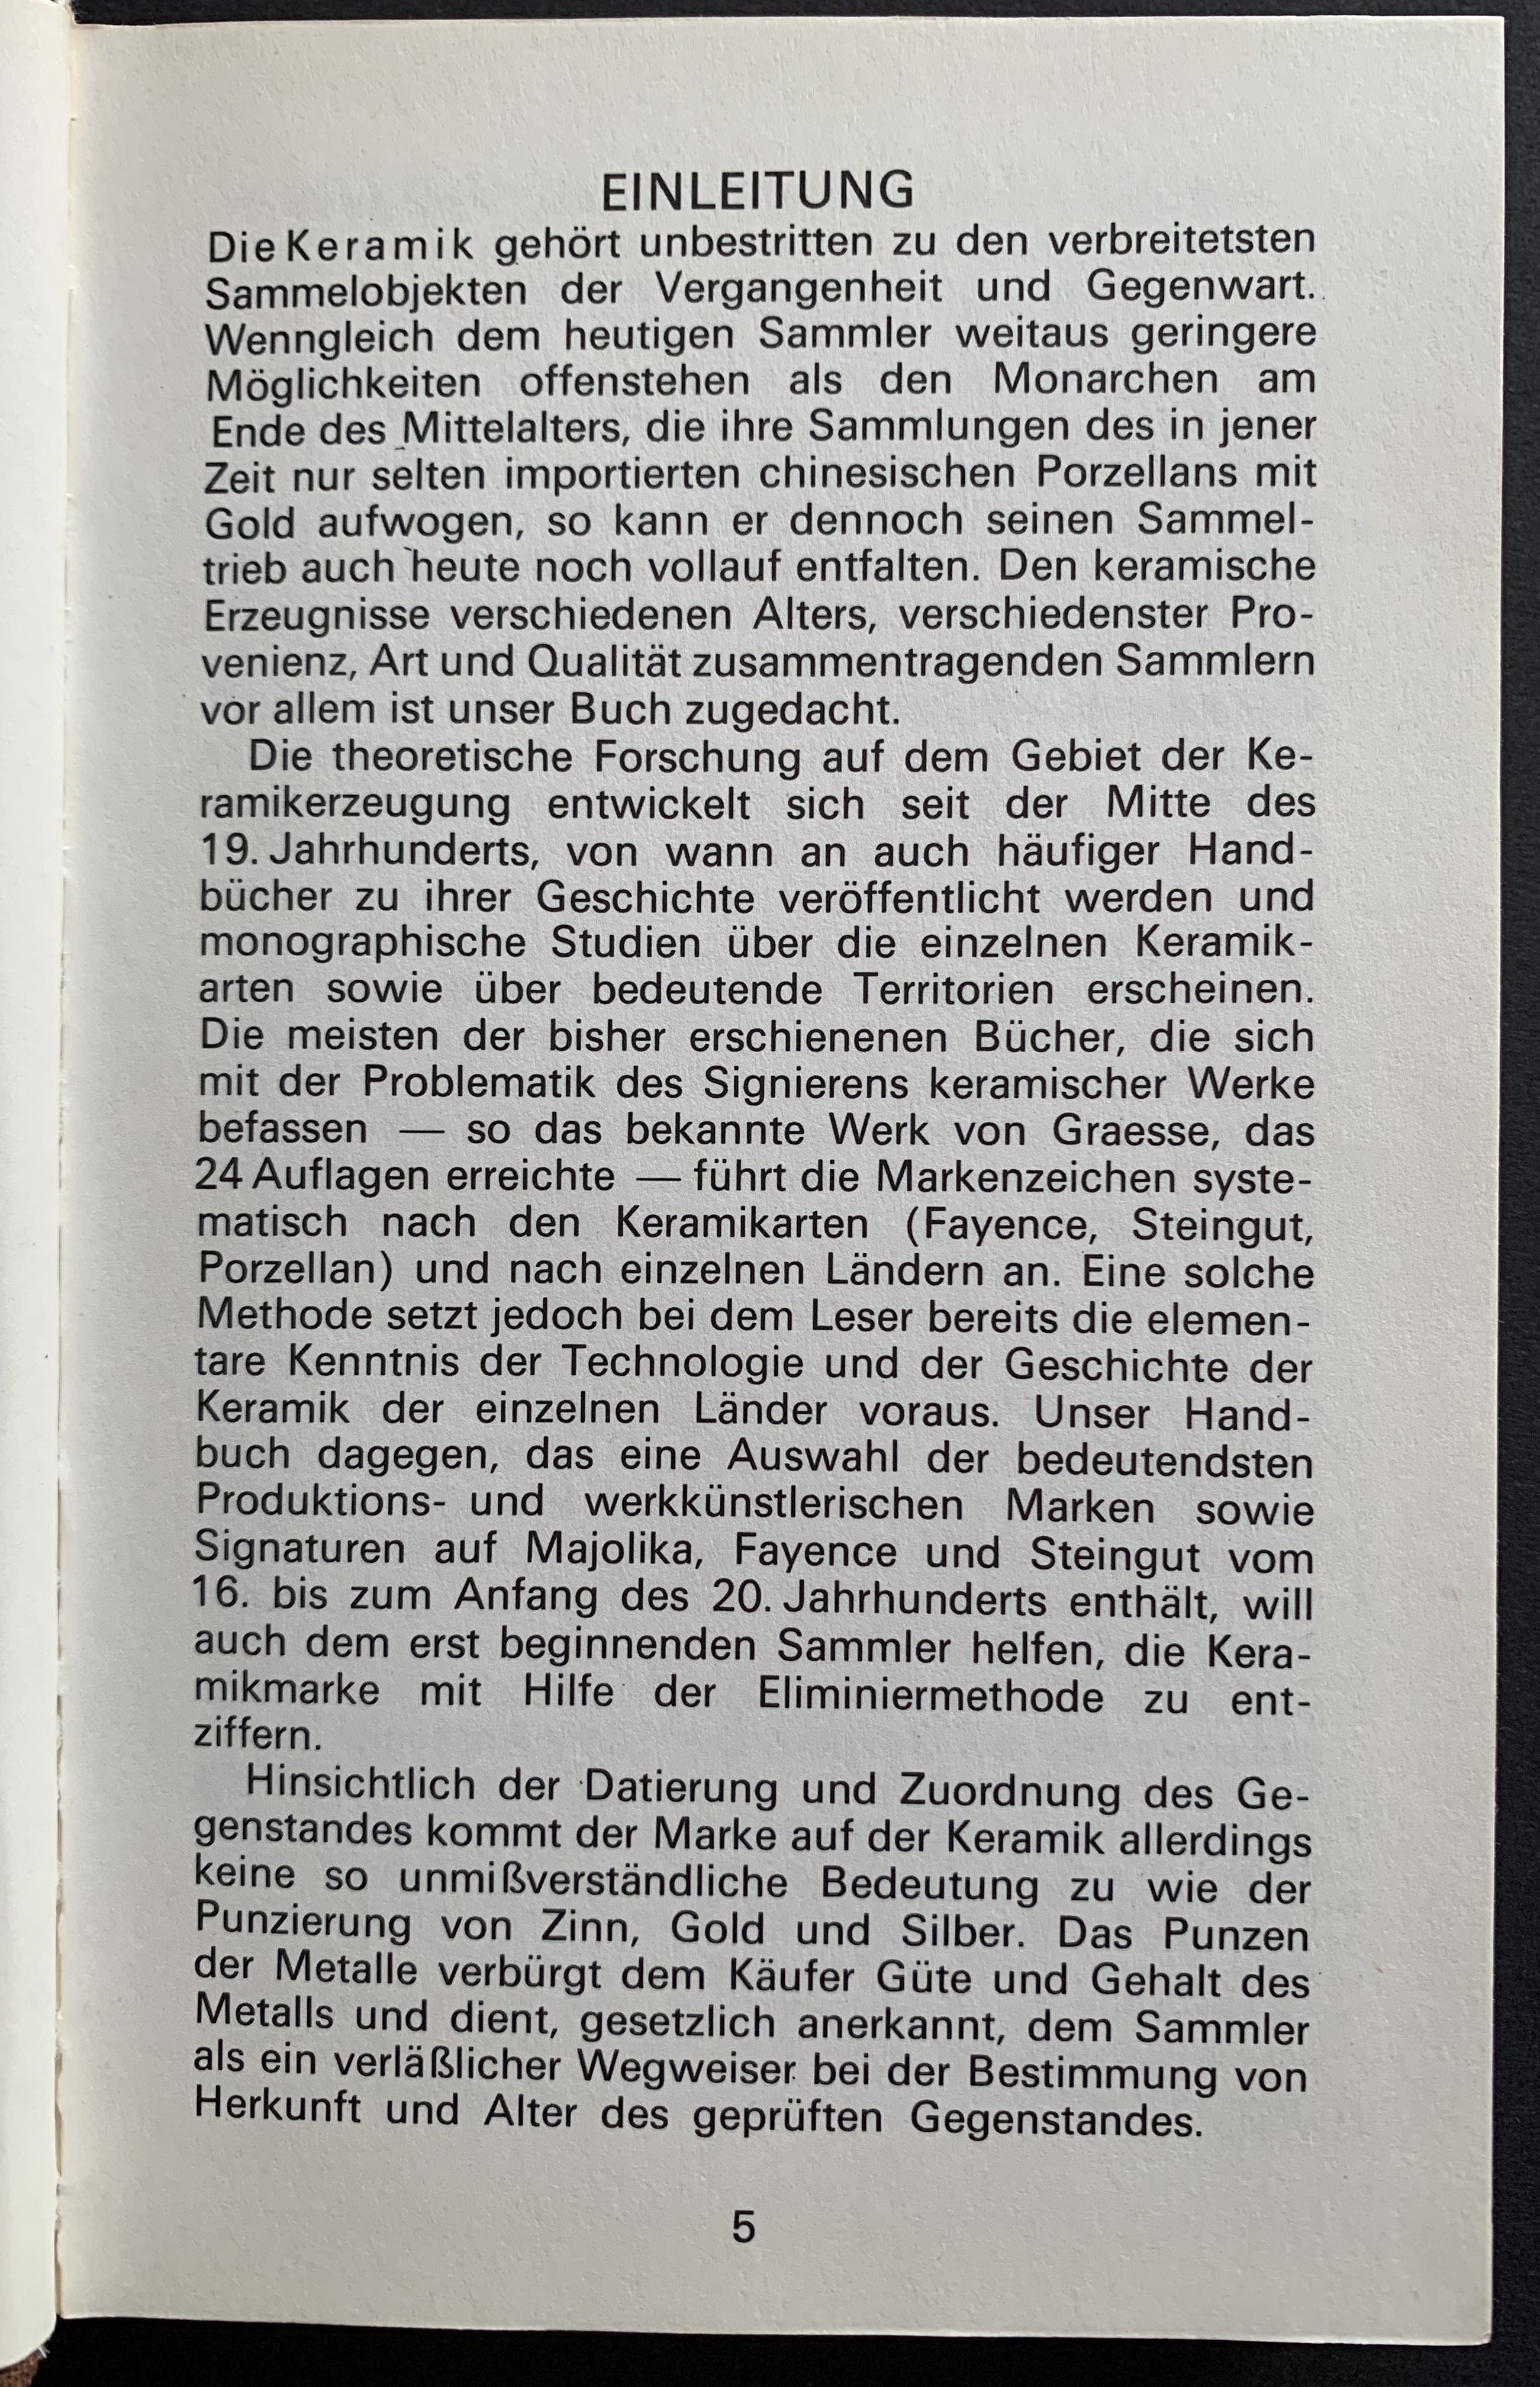 EINLEITUNG
Die Keramik gehört unbestritten zu den verbreitetsten
Sammelobjekten der Vergangenheit und Gegenwart.
Wenngleich dem heutigen Sammler weitaus geringere
Möglichkeiten offenstehen als den Monarchen am
Ende des Mittelalters, die ihre Sammlungen des in jener
Zeit nur selten importierten chinesischen Porzellans mit
Gold aufwogen, so kann er dennoch seinen Sammel-
trieb auch heute noch vollauf entfalten. Den keramische
Erzeugnisse verschiedenen Alters, verschiedenster Pro-
venienz, Art und Qualität zusammentragenden Sammlern
vor allem ist unser Buch zugedacht.
Die theoretische Forschung auf dem Gebiet der Ke-
ramikerzeugung entwickelt sich seit der Mitte des
19. Jahrhunderts, von wann an auch häufiger Hand-
bücher zu ihrer Geschichte veröffentlicht werden und
monographische Studien über die einzelnen Keramik-
arten sowie über bedeutende Territorien erscheinen.
Die meisten der bisher erschienenen Bücher, die sich
mit der Problematik des Signierens keramischer Werke
befassen — so das bekannte Werk von Graesse, das
24 Auflagen erreichte — führt die Markenzeichen syste-
matisch nach den Keramikarten (Fayence, Steingut,
Porzellan) und nach einzelnen Ländern an. Eine solche
Methode setzt jedoch bei dem Leser bereits die elemen-
tare Kenntnis der Technologie und der Geschichte der
Keramik der einzelnen Länder voraus. Unser Hand-
buch dagegen, das eine Auswahl der bedeutendsten
Produktions- und werkkünstlerischen Marken sowie
Signaturen auf Majolika, Fayence und Steingut vom
16. bis zum Anfang des 20. Jahrhunderts enthält, will
auch dem erst beginnenden Sammler helfen, die Kera-
mikmarke mit Hilfe der Eliminiermethode zu ent-
ziffern.
Hinsichtlich der Datierung und Zuordnung des Ge-
genstandes kommt der Marke auf der Keramik allerdings
keine so unmißverständliche Bedeutung zu wie der
Punzierung von Zinn, Gold und Silber. Das Punzen
der Metalle verbürgt dem Käufer Güte und Gehalt des
Metalls und dient, gesetzlich anerkannt, dem Sammler
als ein verläßlicher Wegweiser bei der Bestimmung von
Herkunft und Alter des geprüften Gegenstandes.
5